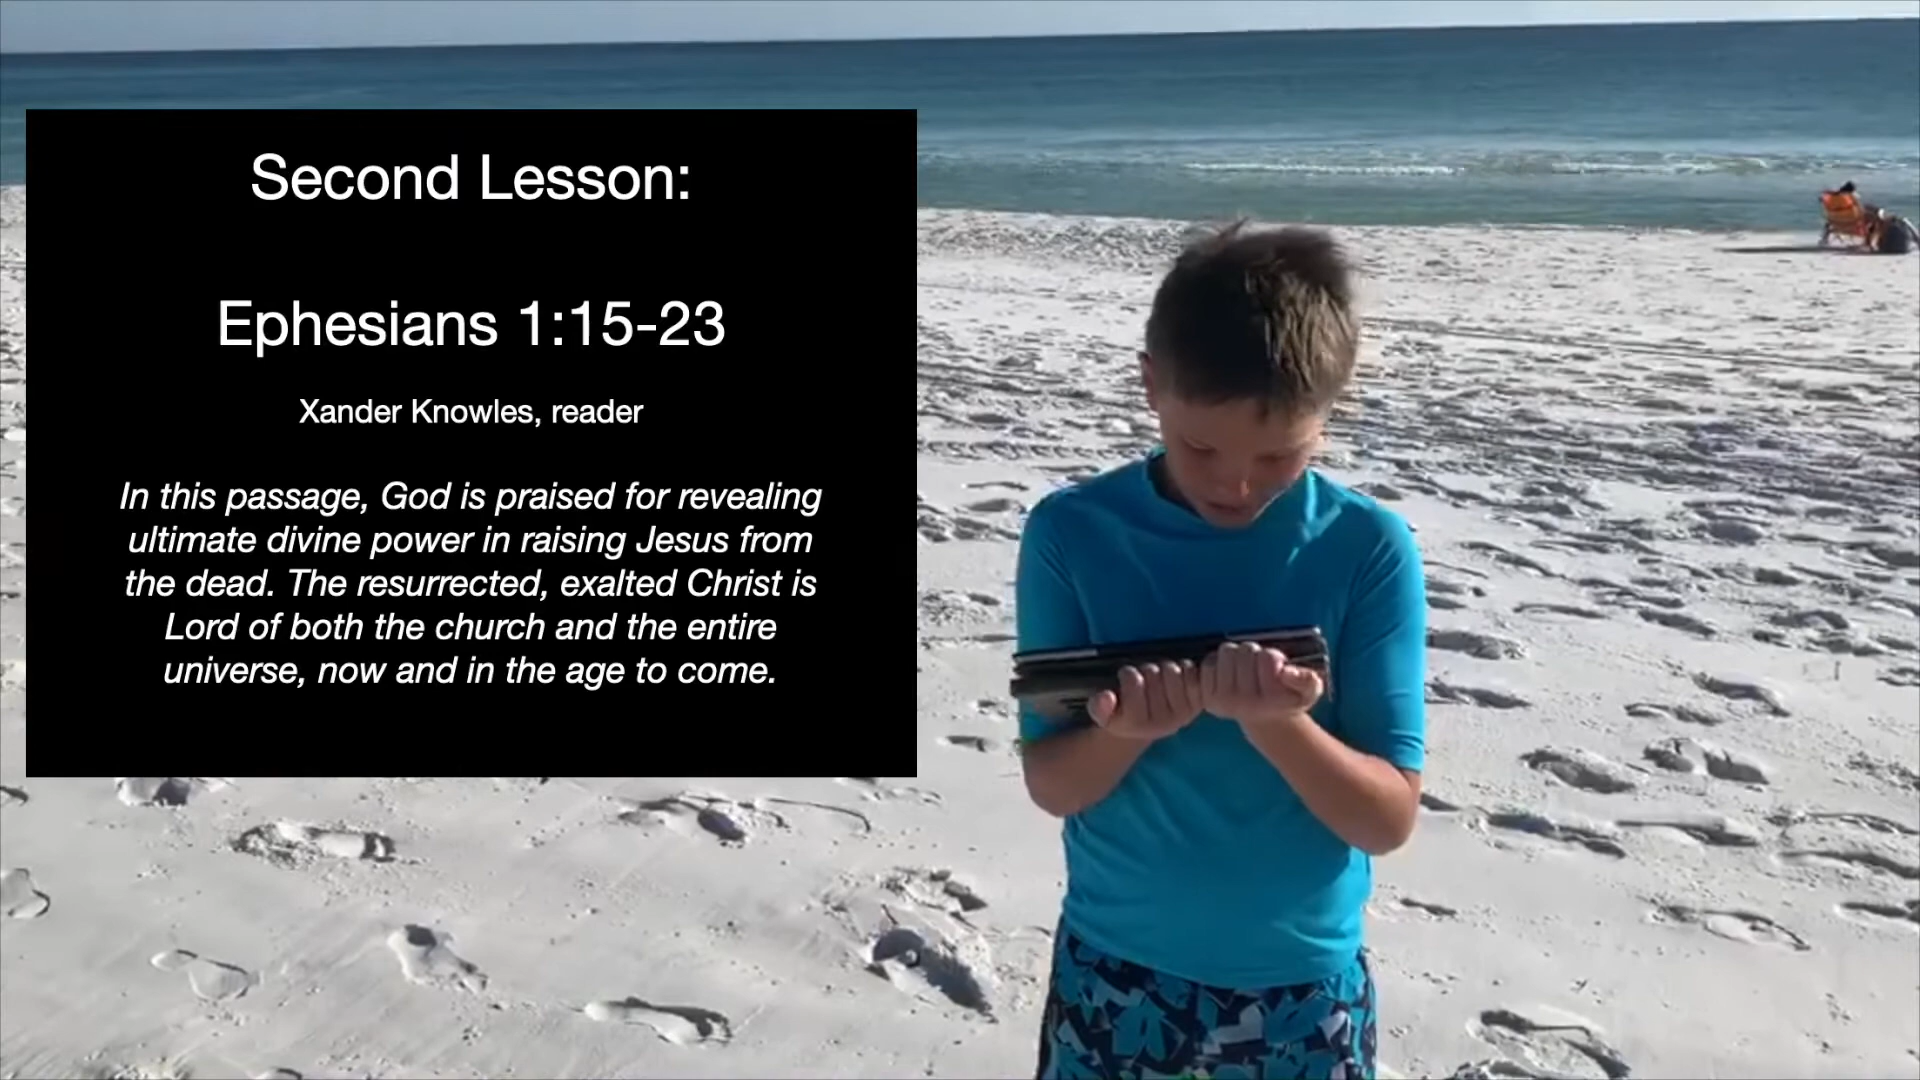 Second Lesson:
Ephesians 1:15-23
Xander Knowles, reader
In this passage, God is praised for revealing
ultimate divine power in raising Jesus from
the dead. The resurrected, exalted Christ is
Lord of both the church and the entire
universe, now and in the age to come.